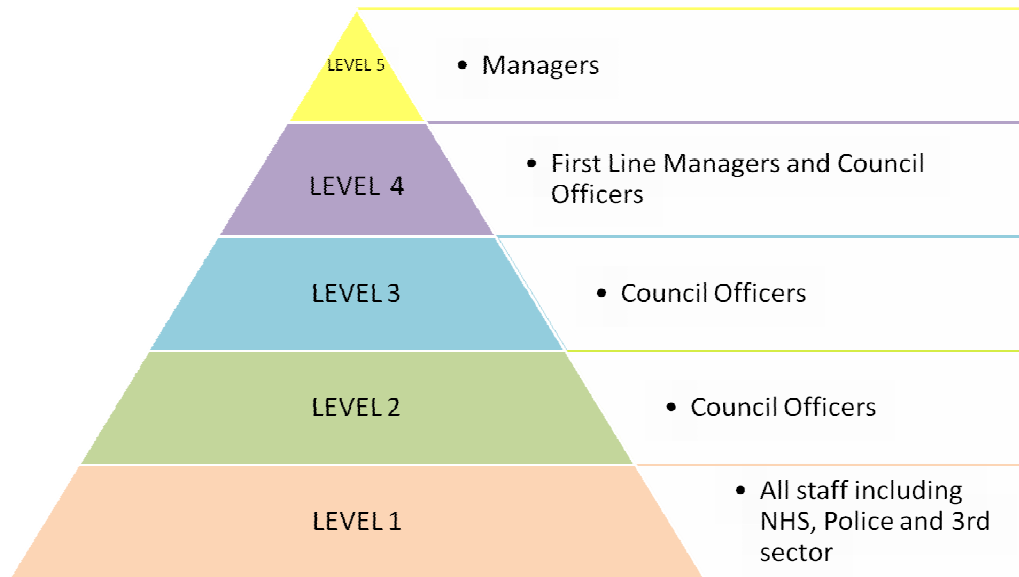 LEVEL 5
• Managers
LEVEL 4
• First Line Managers and Council
Officers
LEVEL 3
• Council Officers
LEVEL 2
• Council Officers
LEVEL 1
• All staff including
NHS, Police and 3rd
sector